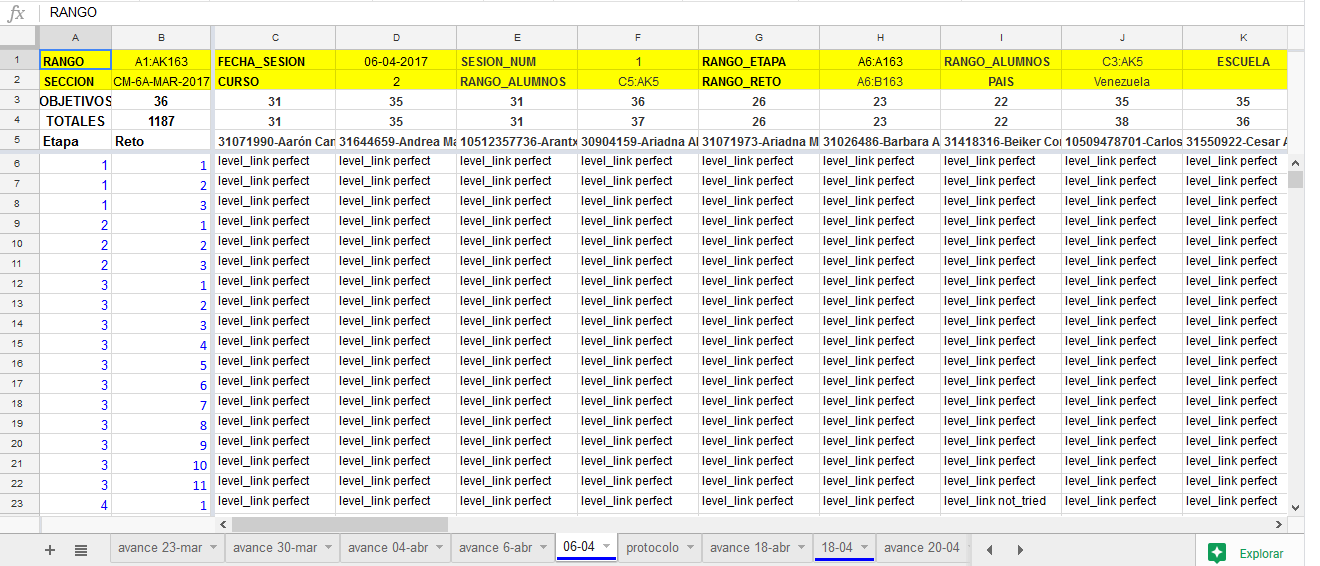 fx RANGO
A B C D E F G H I J K
1 RANGO A1:AK163 FECHA_SESION 06-04-2017 SESION_NUM 1 RANGO_ETAPA A6:A163 RANGO_ALUMNOS C3:AK5 ESCUELA
2 SECCION CM-6A-MAR-2017 CURSO 2 RANGO_ALUMNOS C5:AK5 RANGO_RETO A6:B163 PAIS Venezuela
3 OBJETIVOS 36 31 35 31 36 26 23 22 35 35
4 TOTALES 1187 31 35 31 37 26 23 22 38 36
5 Etapa Reto 31071990-Aarón Car 31644659-Andrea Ma 10512357736-Arantx 30904159-Ariadna Al 31071973-Ariadna M 31026486-Barbara A 31418316-Beiker Co 10509478701-Carlos 31550922-Cesar A
6 1 1 level_link perfect level_link perfect level_link perfect level_link perfect level_link perfect level_link perfect level_link perfect level_link perfect level_link perfect
7 1 2 level_link perfect level_link perfect level_link perfect level_link perfect level_link perfect level_link perfect level_link perfect level_link perfect level_link perfect
8 1 3 level_link perfect level_link perfect level_link perfect level_link perfect level_link perfect level_link perfect level_link perfect level_link perfect level_link perfect
9 2 1 level_link perfect level_link perfect level_link perfect level_link perfect level_link perfect level_link perfect level_link perfect level_link perfect level_link perfect
10 2 2 level_link perfect level_link perfect level_link perfect level_link perfect level_link perfect level_link perfect level_link perfect level_link perfect level_link perfect
11 2 3 level_link perfect level_link perfect level_link perfect level_link perfect level_link perfect level_link perfect level_link perfect level_link perfect level_link perfect
12 3 1 level_link perfect level_link perfect level_link perfect level_link perfect level_link perfect level_link perfect level_link perfect level_link perfect level_link perfect
13 3 2 level_link perfect level_link perfect level_link perfect level_link perfect level_link perfect level_link perfect level_link perfect level_link perfect level_link perfect
14 3 3 level_link perfect level_link perfect level_link perfect level_link perfect level_link perfect level_link perfect level_link perfect level_link perfect level_link perfect
15 3 4 level_link perfect level_link perfect level_link perfect level_link perfect level_link perfect level_link perfect level_link perfect level_link perfect level_link perfect
16 3 5 level_link perfect level_link perfect level_link perfect level_link perfect level_link perfect level_link perfect level_link perfect level_link perfect level_link perfect
17 3 6 level_link perfect level_link perfect level_link perfect level_link perfect level_link perfect level_link perfect level_link perfect level_link perfect level_link perfect
18 3 7 level_link perfect level_link perfect level_link perfect level_link perfect level_link perfect level_link perfect level_link perfect level_link perfect level_link perfect
19 3 8 level_link perfect level_link perfect level_link perfect level_link perfect level_link perfect level_link perfect level_link perfect level_link perfect level_link perfect
20 3 9 level_link perfect level_link perfect level_link perfect level_link perfect level_link perfect level_link perfect level_link perfect level_link perfect level_link perfect
21 3 10 level_link perfect level_link perfect level_link perfect level_link perfect level_link perfect level_link perfect level_link perfect level_link perfect level_link perfect
22 3 11 level_link perfect level_link perfect level_link perfect level_link perfect level_link perfect level_link perfect level_link perfect level_link perfect level_link perfect
23 4 1 level_link perfect level_link perfect level_link perfect level_link perfect level_link perfect level_link perfect level_link not_tried level_link perfect level_link perfect
avance 23-mar avance 30-mar avance 04-abr avance 6-abr 06-04 protocolo avance 18-abr 18-04 avance 20-04 Explorar